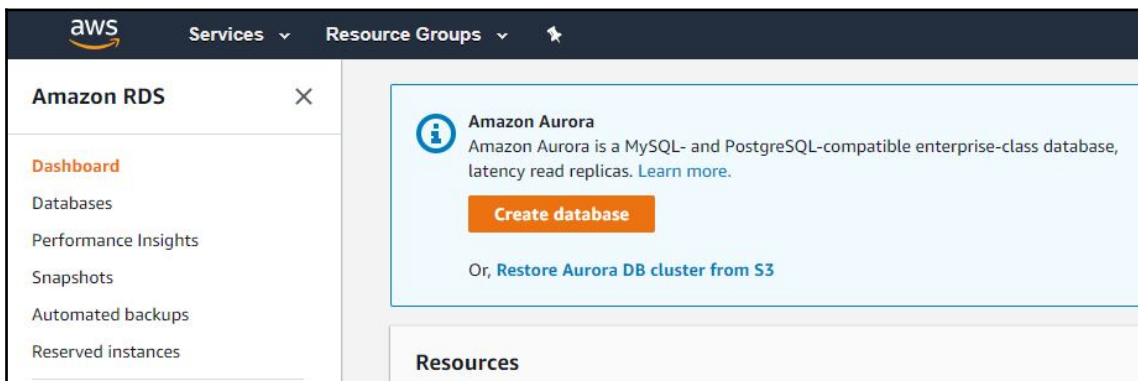 aws Services Resource Groups
Amazon RDS
Dashboard
Databases
Performance Insights
Snapshots
Automated backups
Reserved instances
Amazon Aurora
Amazon Aurora is a MySQL- and PostgreSQL-compatible enterprise-class database,
latency read replicas. Learn more.
Create database
Or, Restore Aurora DB cluster from S3
Resources